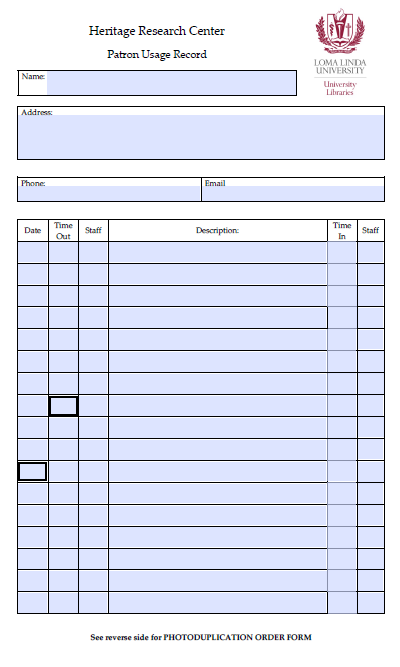 Heritage Research Center
Patron Usage Record
LOMA LINDA
UNIVERSITY
University
Libraries
Name:
Address:
Phone: Email
Date Time Out Staff Description: Time In Staff
See reverse side for PHOTODUPLICATION ORDER FORM